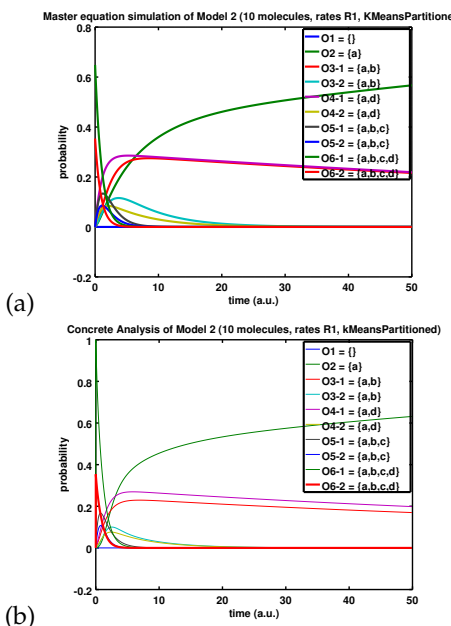 Master equation simulation of Model 2 (10 molecules, rates R1, KMeansPartitione
1
0.8
0.6
0.4
0.2
0
-0.2
probability
0 10 20 30 40 50
time (a.u.)
O1 = {}
O2 = {a}
O3-1 = {a,b}
O3-2 = {a,b}
O4-1 = {a,d}
O4-2 = {a,d}
O5-1 = {a,b,c}
O5-2 = {a,b,c}
O6-1 = {a,b,c,d}
O6-2 = {a,b,c,d}
(a)
Concrete Analysis of Model 2 (10 molecules, rates R1, kMeansPartitioned)
1
0.8
0.6
0.4
0.2
0
-0.2
probability
0 10 20 30 40 50
time (a.u.)
O1 = {}
O2 = {a}
O3-1 = {a,b}
O3-2 = {a,b}
O4-1 = {a,d}
O4-2 = {a,d}
O5-1 = {a,b,c}
O5-2 = {a,b,c}
O6-1 = {a,b,c,d}
O6-2 = {a,b,c,d}
(b)